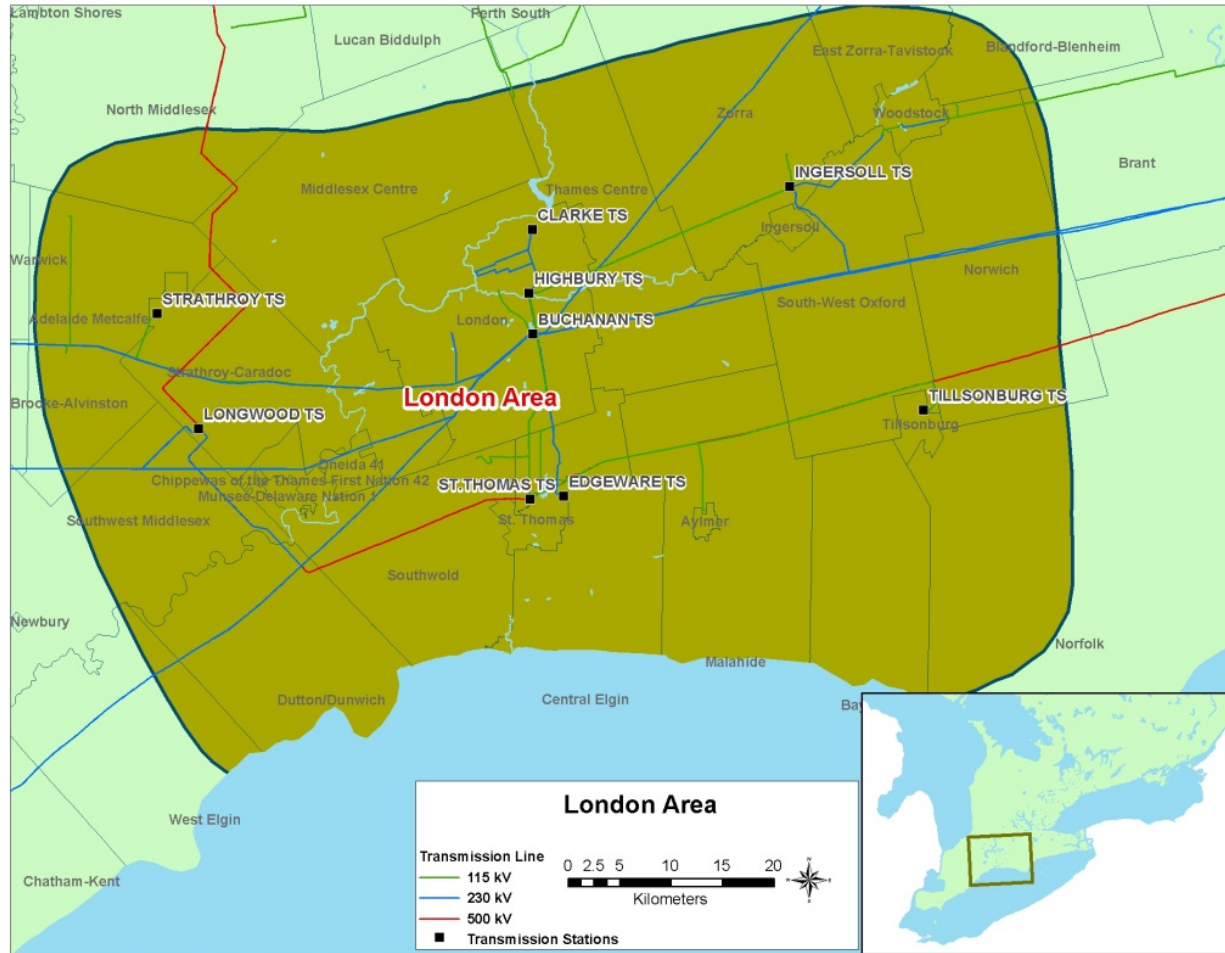 Lambton Shores
Perth South
Lucan Biddulph
East Zorra-Tavistock
Blandford-Blenheim
North Middlesex
Zorra
Woodstock
Brant
INGERSOLL TS
Middlesex Centre
Thames Centre
CLARKE TS
Ingersoll
Warwick
Norwich
HIGHBURY TS
STRATHROY TS
South-West Oxford
Adelaide Metcalfe
London
BUCHANAN TS
Strathroy-Caradoc
London Area
TILLSONBURG TS
Brooke-Alvinston
LONGWOOD TS
Tillsonburg
Oneida 41
Chippewas of the Thames First Nation 42
Munsee-Delaware Nation 1
ST.THOMAS TS
EDGEWARE TS
Southwest Middlesex
St. Thomas
Aylmer
Southwold
Newbury
Norfolk
Malahide
Dutton/Dunwich
Central Elgin
Bay
West Elgin
Chatham-Kent
London Area
Transmission Line
115 kV
230 kV
500 kV
Transmission Stations
0 2.5 5 10 15 20
Kilometers